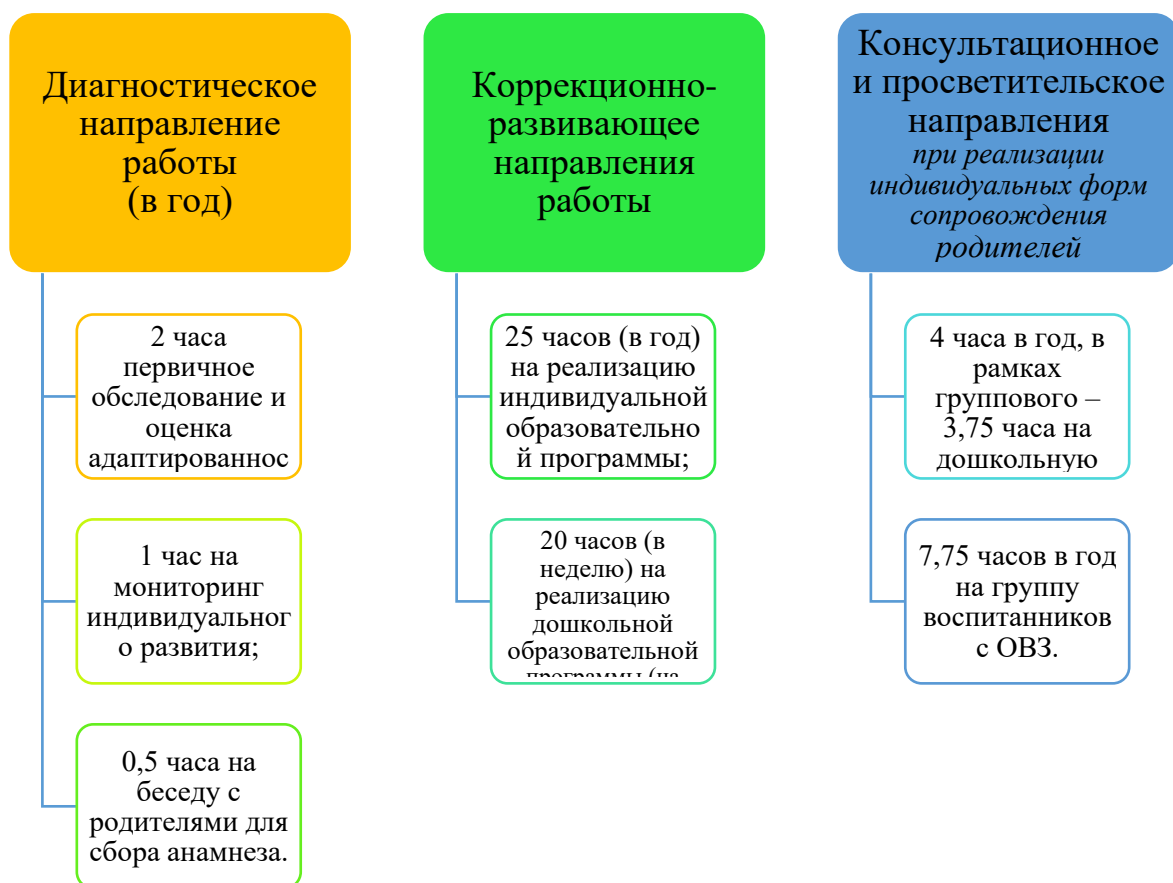 Диагностическое
направление
работы
(в год)
2 часа
первичное
обследование и
оценка
адаптированнос
1 час на
мониторинг
индивидуальног
о развития;
0,5 часа на
беседу с
родителями для
сбора анамнеза.
Коррекционно-
развивающее
направления
работы
25 часов (в год)
на реализацию
индивидуальной
образовательно
й программы;
20 часов (в
неделю) на
реализацию
дошкольной
образовательной
программы (на
Консультационное
и просветительское
направления
при реализации
индивидуальных форм
сопровождения
родителей
4 часа в год, в
рамках
группового –
3,75 часа на
дошкольную
7,75 часов в год
на группу
воспитанников
с ОВЗ.